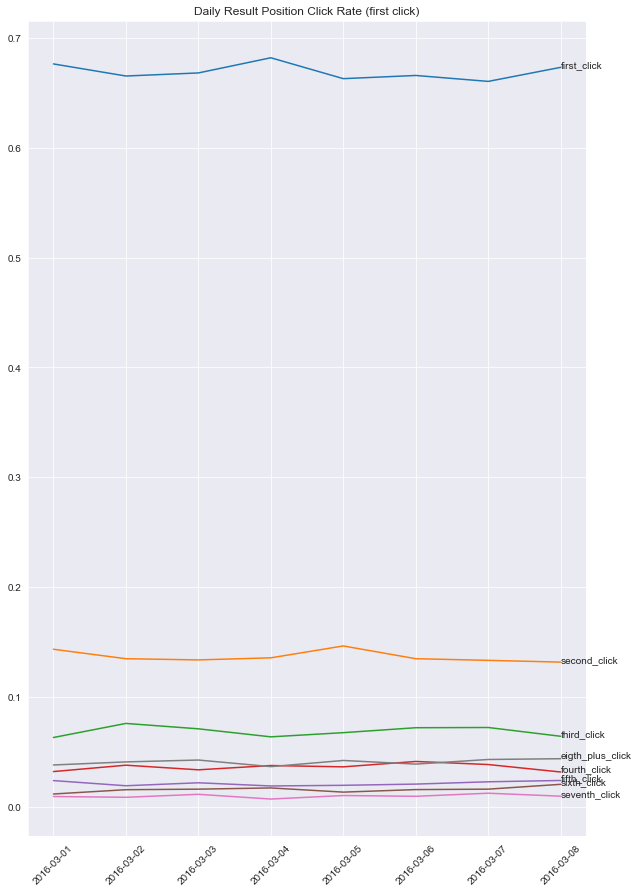 Daily Result Position Click Rate (first click)
0.7
first_click
0.6
0.5
0.4
0.3
0.2
second_click
0.1
third_click
eigth_plus_click
fourth_click
fifth_click
sixth_click
seventh_click
0.0
2016-03-01
2016-03-02
2016-03-03
2016-03-04
2016-03-05
2016-03-06
2016-03-07
2016-03-08